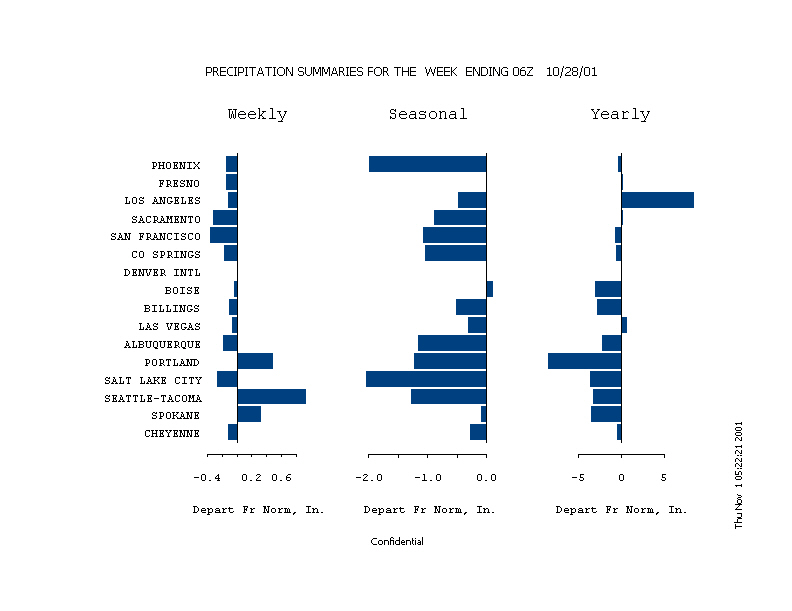 PRECIPITATION SUMMARIES FOR THE WEEK ENDING 06Z 10/28/01
Weekly Seasonal Yearly
PHOENIX
FRESNO
LOS ANGELES
SACRAMENTO
SAN FRANCISCO
CO SPRINGS
DENVER INTL
BOISE
BILLINGS
LAS VEGAS
ALBUQUERQUE
PORTLAND
SALT LAKE CITY
SEATTLE-TACOMA
SPOKANE
CHEYENNE
-0.4 0.2 0.6 -2.0 -1.0 0.0 -5 0 5
Depart Fr Norm, In. Depart Fr Norm, In. Depart Fr Norm, In.
Confidential
Thu Nov 1 05:22:21 2001